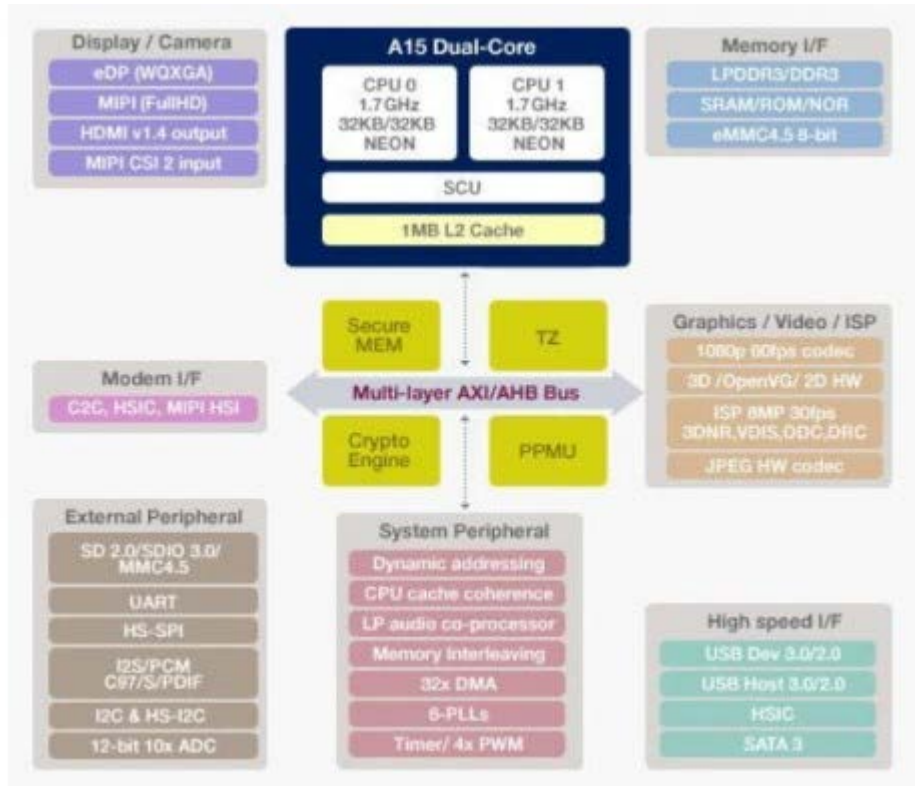 Display / Camera
eDP (WQXGA)
MIPI (FullHD)
HDMI v1.4 output
MIPI CSI 2 input
A15 Dual-Core
CPU 0
1.7GHz
32KB/32KB
NEON
CPU 1
1.7GHz
32KB/32KB
NEON
SCU
1MB L2 Cache
Memory I/F
LPDDR3/DDR3
SRAM/ROM/NOR
eMMC4.5 8-bit
Secure
MEM
TZ
Modem I/F
C2C, HSIC, MIPI HSI
Multi-layer AXI/AHB Bus
Crypto
Engine
PPMU
Graphics / Video / ISP
1080p 60fps codec
3D /OpenVG/ 2D HW
ISP 8MP 30fps
3DNR,VDIS,ODC,DRC
JPEG HW codec
External Peripheral
SD 2.0/SDIO 3.0/
MMC4.5
UART
HS-SPI
I2S/PCM
C97/S/PDIF
I2C & HS-I2C
12-bit 10x ADC
System Peripheral
Dynamic addressing
CPU cache coherence
LP audio co-processor
Memory Interleaving
32x DMA
6-PLLs
Timer/ 4x PWM
High speed I/F
USB Dev 3.0/2.0
USB Host 3.0/2.0
HSIC
SATA 3